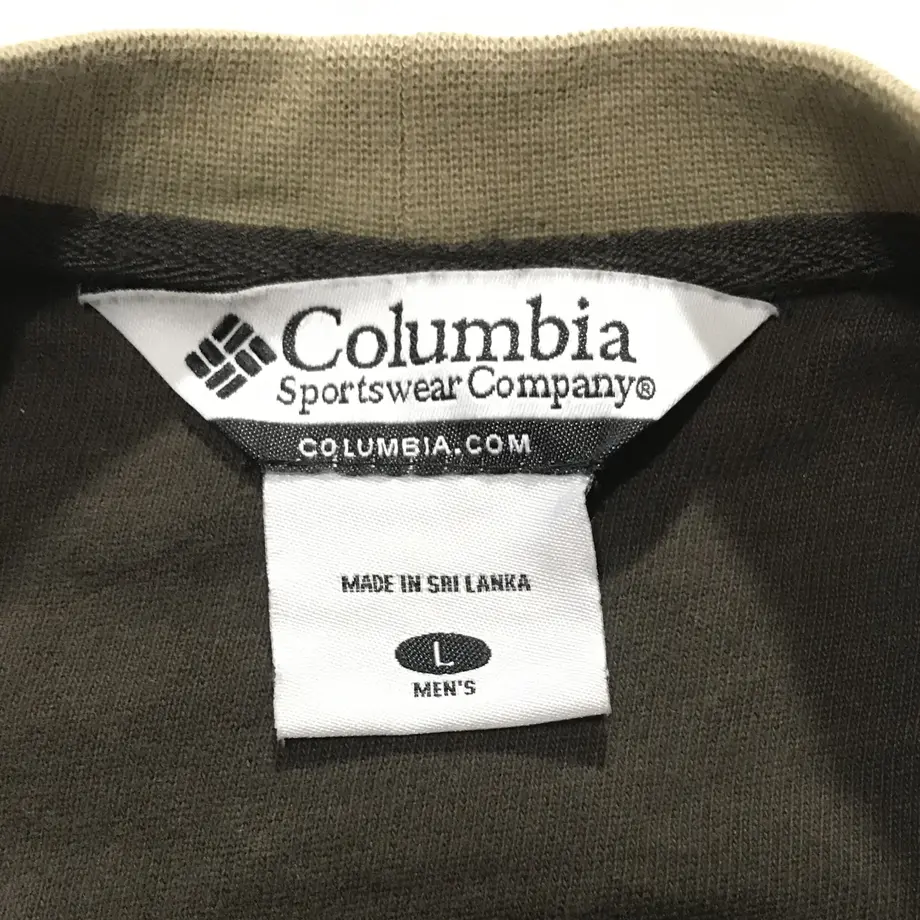 Columbia
Sportswear Company®
COLUMBIA.COM
MADE IN SRI LANKA
L
MEN'S